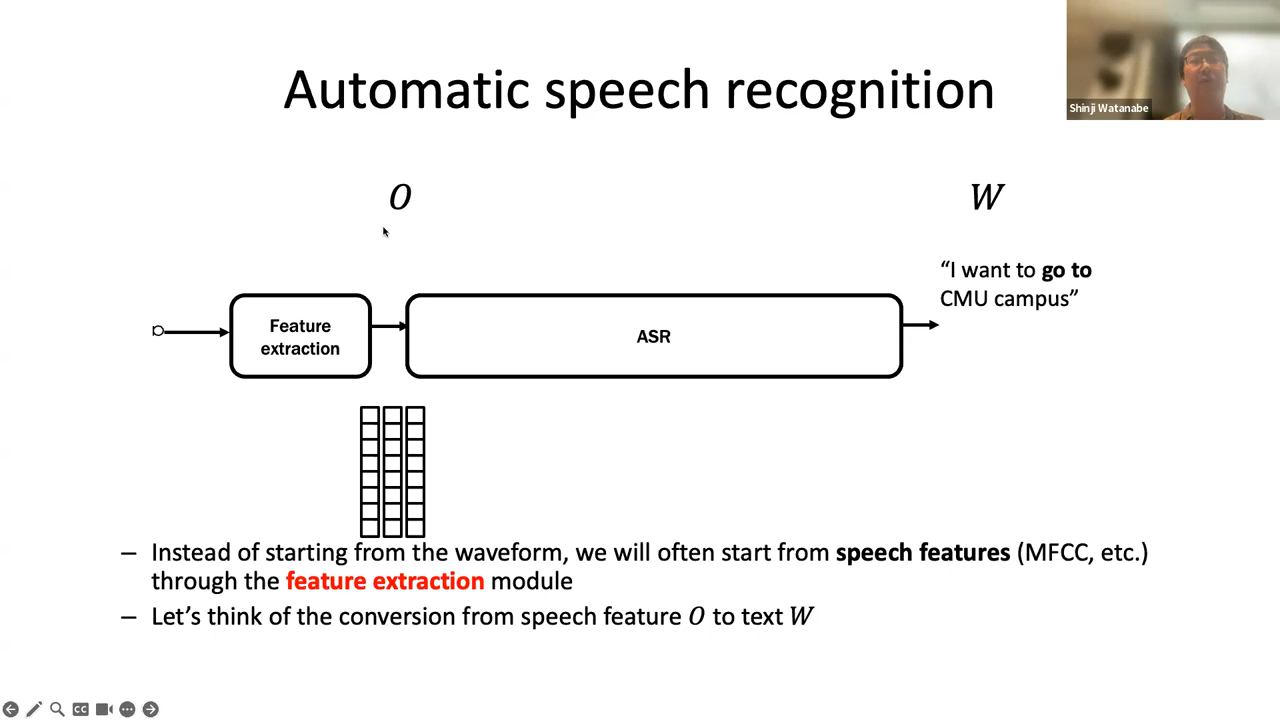 Automatic speech recognition
Shinji Watanabe
O
W
“I want to go to
CMU campus”
Feature
extraction
ASR
– Instead of starting from the waveform, we will often start from speech features (MFCC, etc.)
through the feature extraction module
– Let’s think of the conversion from speech feature O to text W
CC